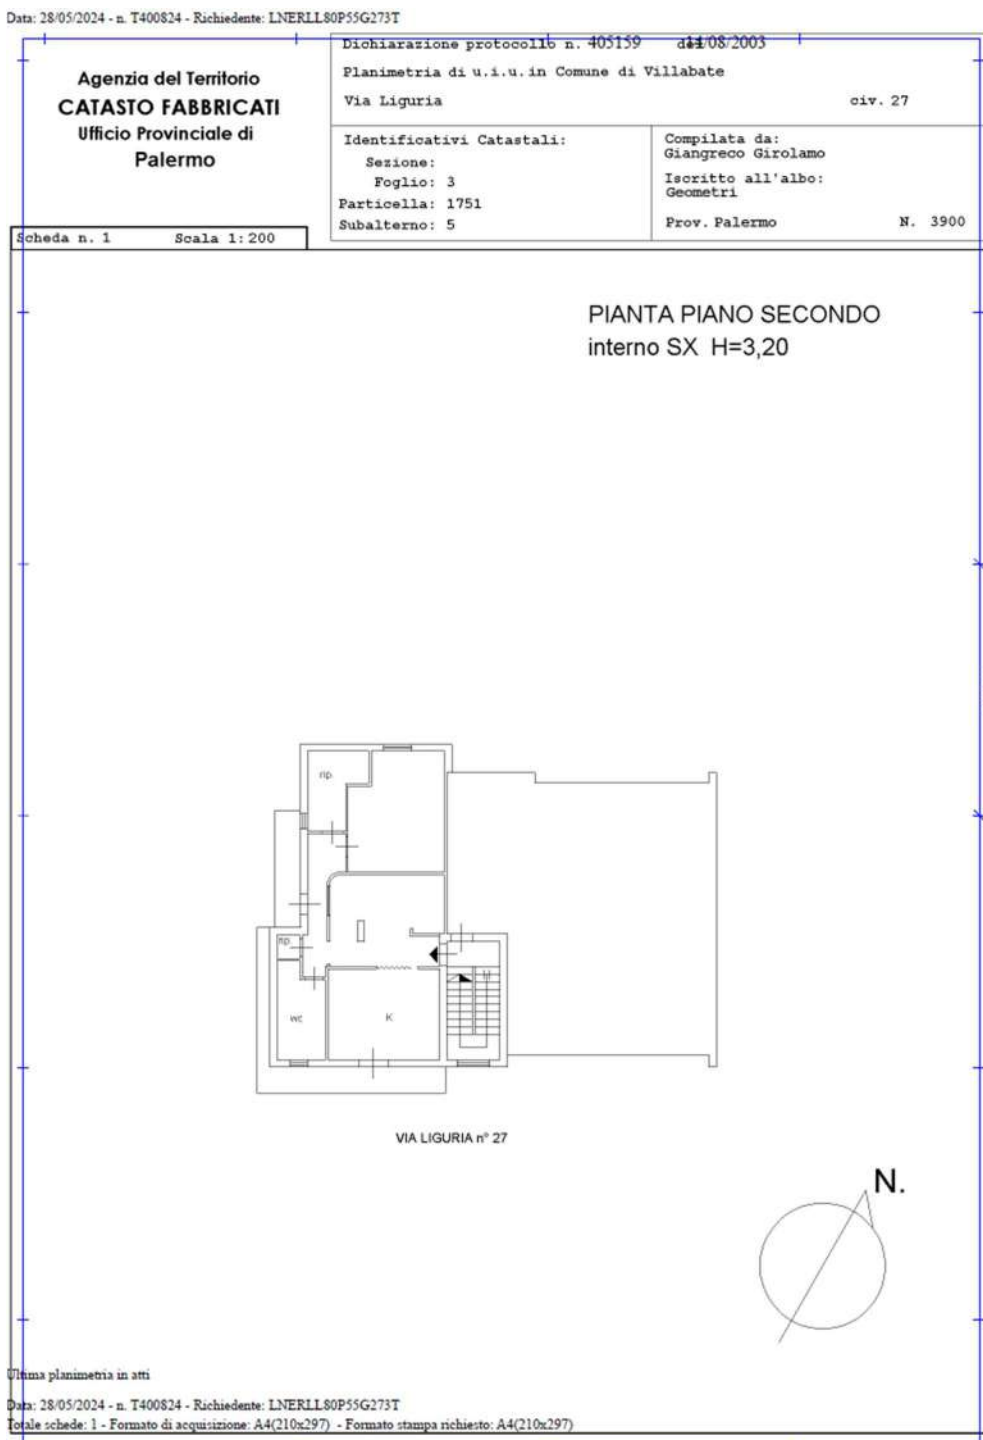 Data: 28/05/2024 - n. T400824 - Richiedente: LNERLL80P55G273T
Agenzia del Territorio
CATASTO FABBRICATI
Ufficio Provinciale di
Palermo
Scheda n. 1 Scala 1:200
Dichiarazione protocollo n. 405159 del 14/08/2003
Planimetria di u.i.u. in Comune di Villabate
Via Liguria civ. 27
Identificativi Catastali:
Sezione:
Foglio: 3
Particella: 1751
Subalterno: 5
Compilata da:
Giangreco Girolamo
Iscritto all'albo:
Geometri
Prov. Palermo N. 3900
PIANTA PIANO SECONDO
interno SX H=3,20
rip.
rip.
wc
K
VIA LIGURIA n° 27
N.
Ultima planimetria in atti
Data: 28/05/2024 - n. T400824 - Richiedente: LNERLL80P55G273T
Totale schede: 1 - Formato di acquisizione: A4(210x297) - Formato stampa richiesto: A4(210x297)